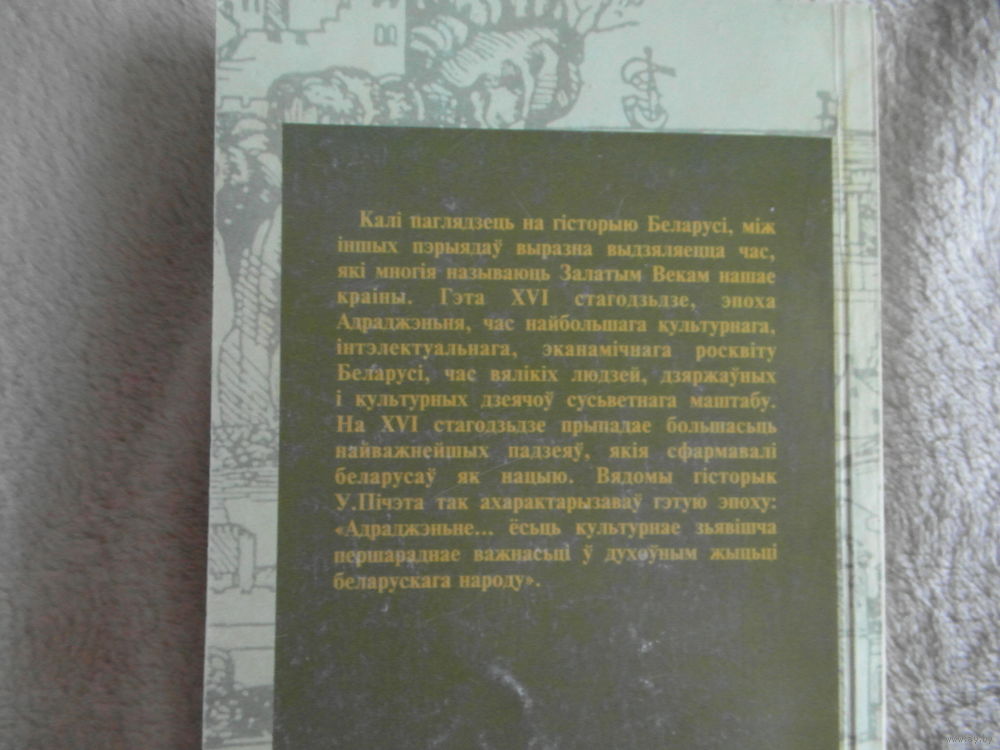 Калі паглядзець на гісторыю Беларусі, між
іншых пэрыядаў выразна выдзяляецца час,
які многія называюць Залатым Векам нашае
краіны. Гэта XVI стагодзьдзе, эпоха
Адраджэньня, час найбольшага культурнага,
інтэлектуальнага, эканамічнага росквіту
Беларусі, час вялікіх людзей, дзяржаўных
і культурных дзеячоў сусьветнага маштабу.
На XVI стагодзьдзе прыпадае большасьць
найважнейшых падзеяў, якія сфармавалі
беларусаў як нацыю. Вядомы гісторык
У.Пічэта так ахарактарызаваў гэтую эпоху:
«Адраджэньне... ёсьць культурнае зьявішча
першараднае важнасьці ў духоўным жыцьці
беларускага народу».